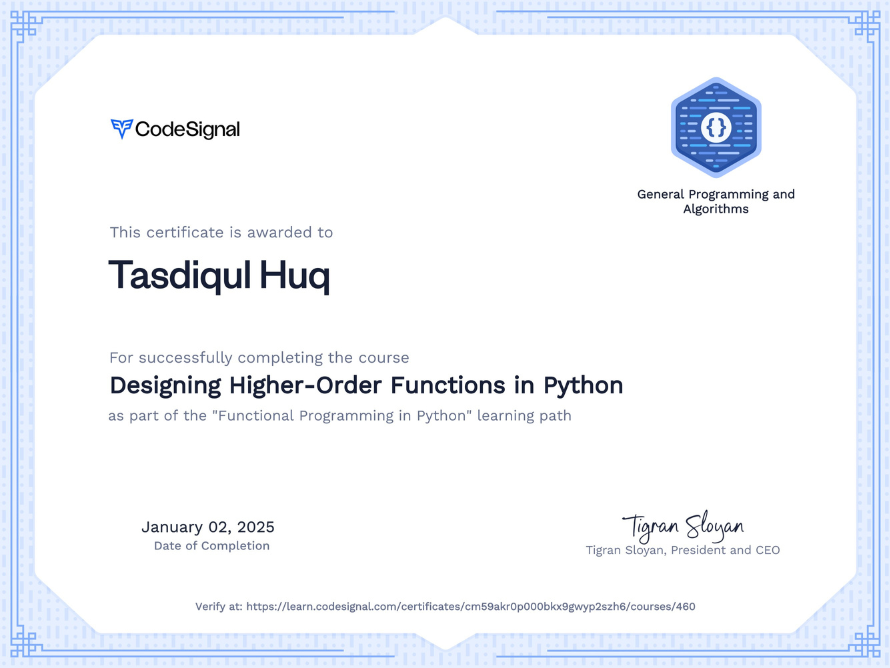 CodeSignal
{}
General Programming and
Algorithms
This certificate is awarded to
Tasdiqul Huq
For successfully completing the course
Designing Higher-Order Functions in Python
as part of the "Functional Programming in Python" learning path
January 02, 2025
Date of Completion
Tigran Sloyan
Tigran Sloyan, President and CEO
Verify at: https://learn.codesignal.com/certificates/cm59akr0p000bkx9gwyp2szh6/courses/460